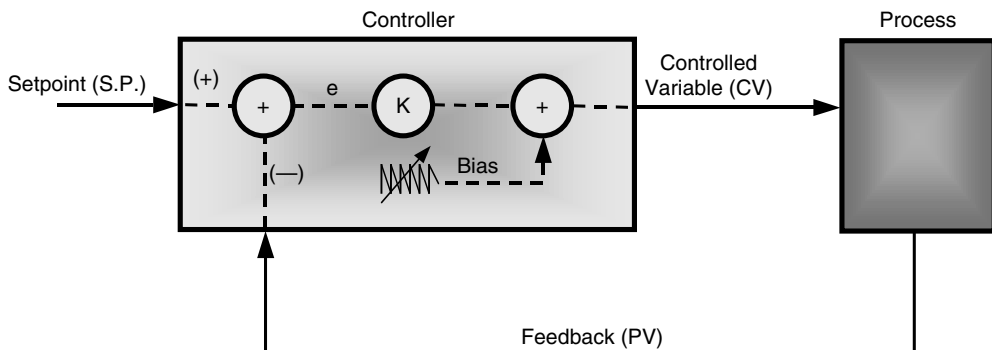 Controller
Process
Setpoint (S.P.)
(+)
+
e
K
+
Controlled
Variable (CV)
(—)
Bias
Feedback (PV)